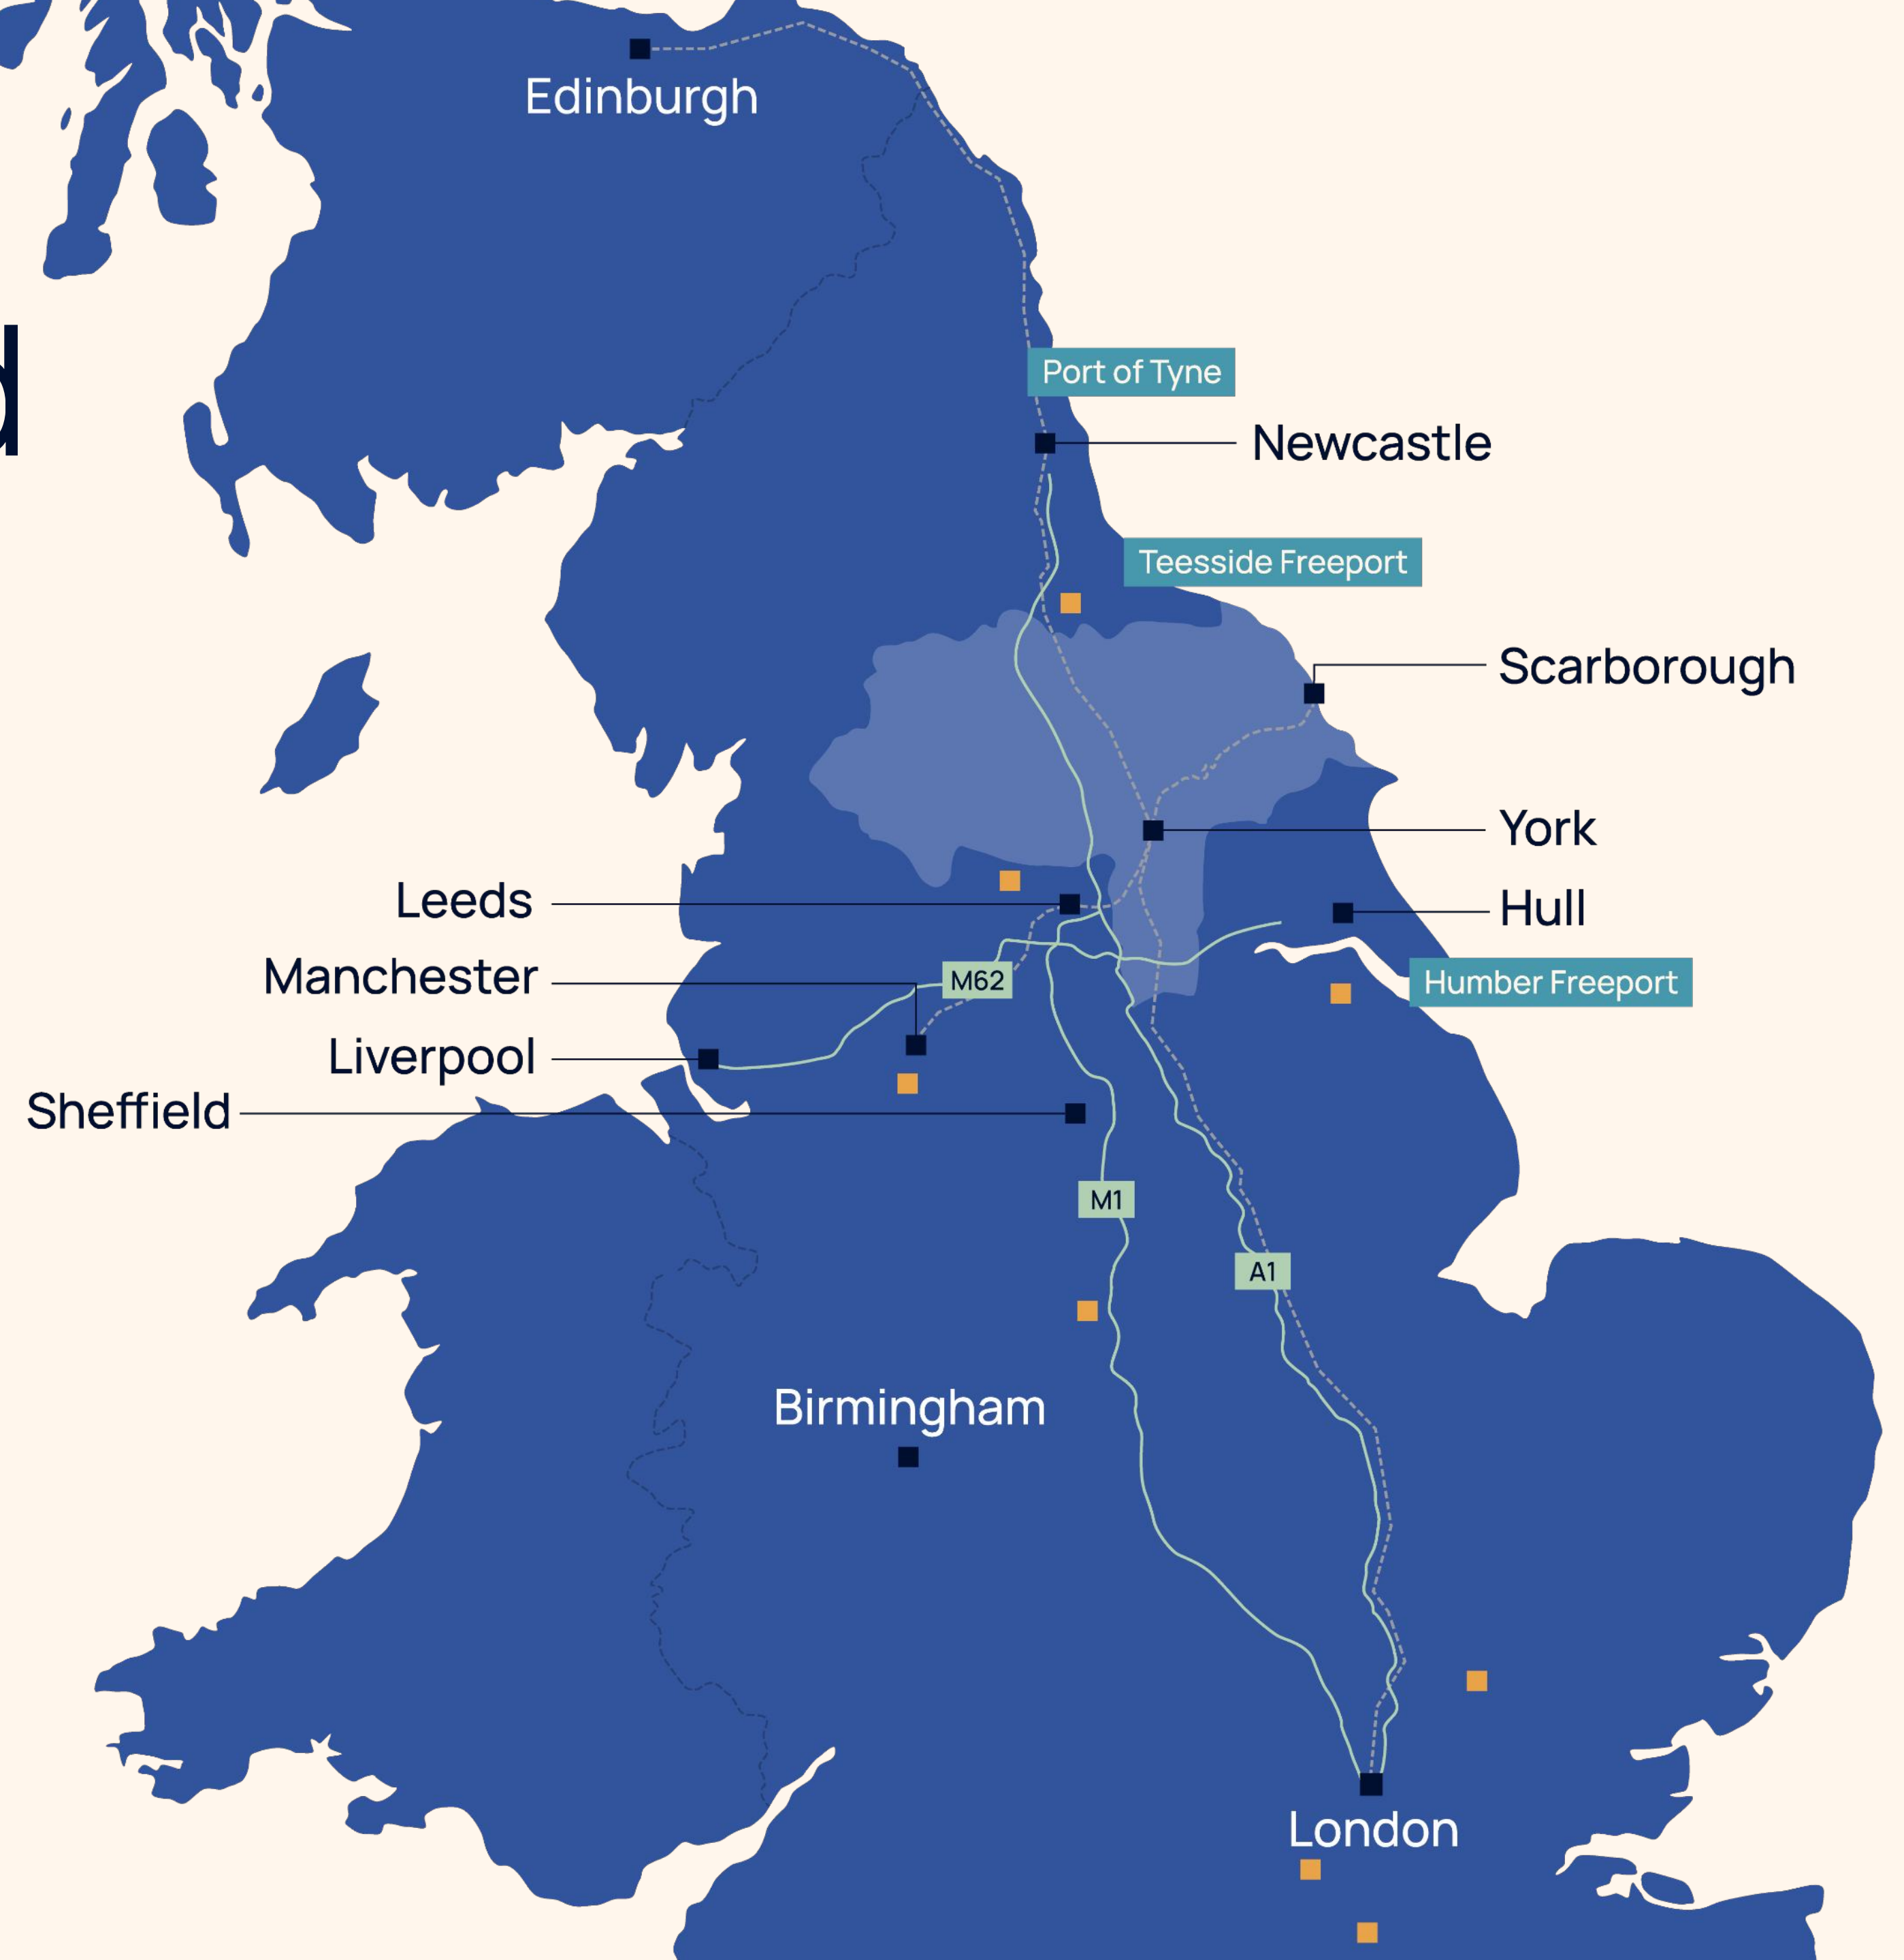 Edinburgh
d
Port of Tyne
Newcastle
Teesside Freeport
Scarborough
York
Leeds
Hull
Manchester
M62
Humber Freeport
Liverpool
Sheffield
M1
A1
Birmingham
London